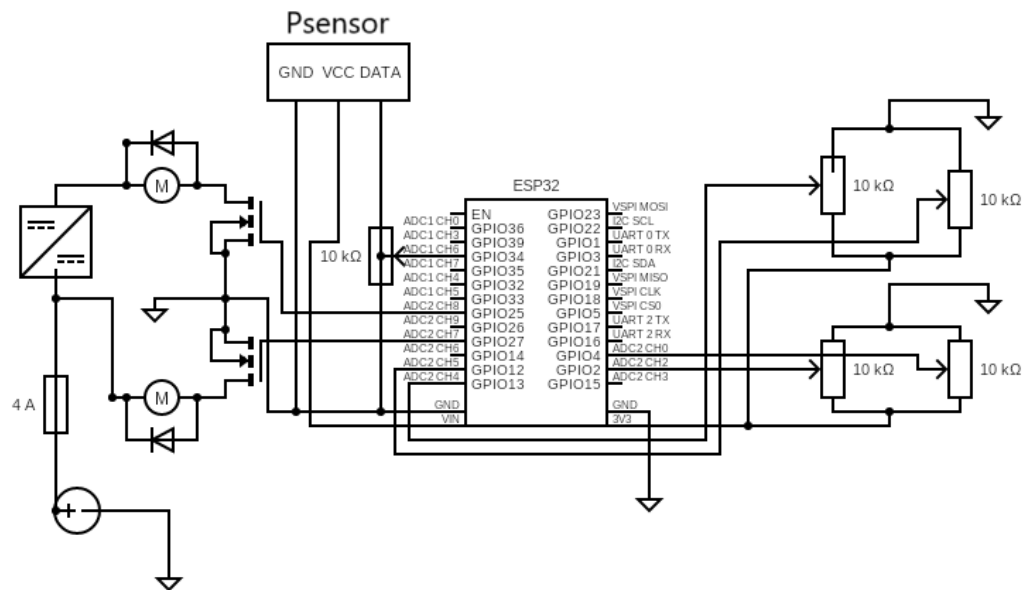 Psensor
GND VCC DATA
M
ESP32
10 kΩ
ADC1 CH0
ADC1 CH3
ADC1 CH6
ADC1 CH7
ADC1 CH4
ADC1 CH5
ADC2 CH8
ADC2 CH9
ADC2 CH7
ADC2 CH6
ADC2 CH5
ADC2 CH4
GND
VIN
EN
GPIO36
GPIO39
GPIO34
GPIO35
GPIO32
GPIO33
GPIO25
GPIO26
GPIO27
GPIO14
GPIO12
GPIO13
GPIO23
GPIO22
GPIO1
GPIO3
GPIO21
GPIO19
GPIO18
GPIO5
GPIO17
GPIO16
GPIO4
GPIO2
GPIO15
VSPI MOSI
I2C SCL
UART 0 TX
UART 0 RX
I2C SDA
VSPI MISO
VSPI CLK
VSPI CS0
UART 2 TX
UART 2 RX
ADC2 CH0
ADC2 CH2
ADC2 CH3
GND
3V3
10 kΩ
10 kΩ
10 kΩ
10 kΩ
4 A
M
+